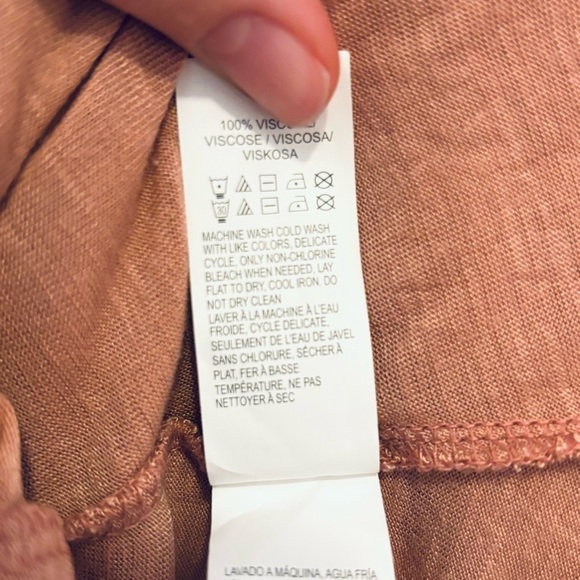 100%
VISCOSE / VISCOSA/
VISKOSA
30
MACHINE WASH COLD WASH
WITH LIKE COLORS, DELICATE
CYCLE, ONLY NON-CHLORINE
BLEACH WHEN NEEDED, LAY
FLAT TO DRY, COOL IRON. DO
NOT DRY CLEAN
LAVER À LA MACHINE À L'EAU
FROIDE, CYCLE DELICATE,
SEULEMENT DE L'EAU DE JAVEL
SANS CHLORURE, SÉCHER À
PLAT, FER À BASSE
TEMPÉRATURE, NE PAS
NETTOYER À SEC
LAVADO A MÁQUINA, AGUA FRÍA